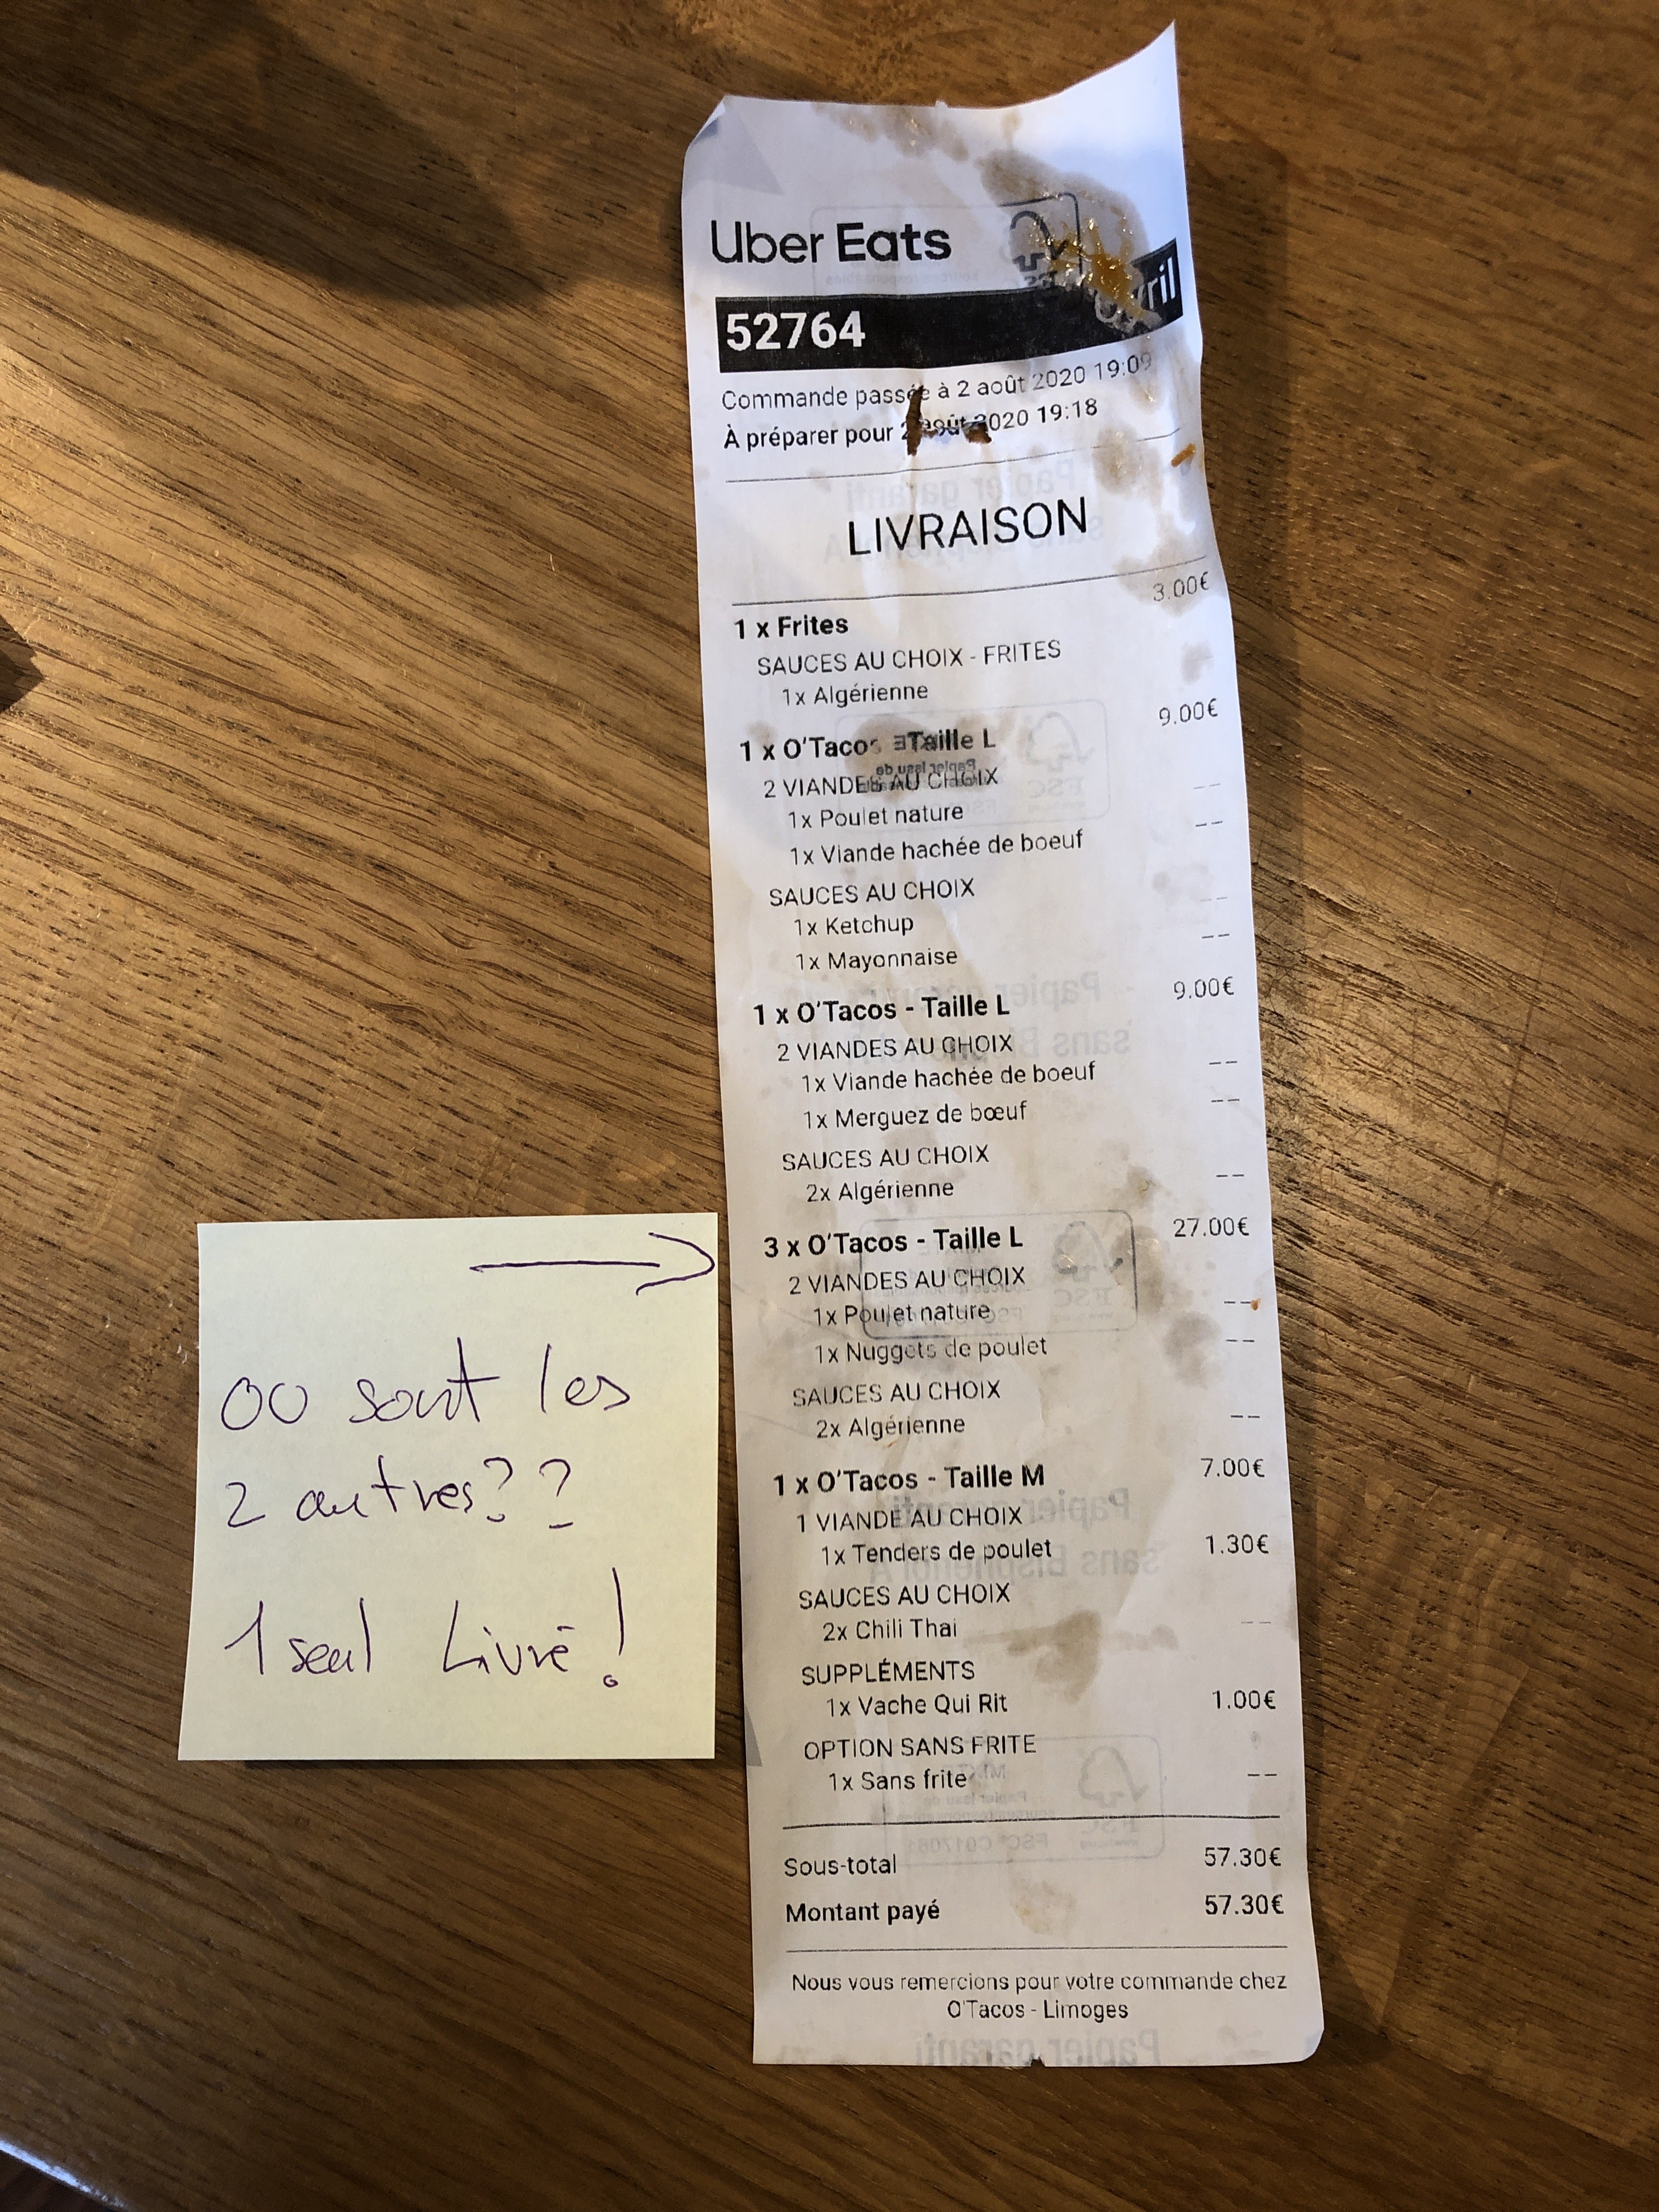 Uber Eats
52764
Commande passée à 2 août 2020 19:09
À préparer pour 2 août 2020 19:18
LIVRAISON
3.00€
1 x Frites
SAUCES AU CHOIX - FRITES
1x Algérienne
9.00€
1 x O'Tacos - Taille L
2 VIANDES AU CHOIX
--
1x Poulet nature
--
1x Viande hachée de boeuf
SAUCES AU CHOIX
--
1x Ketchup
--
1x Mayonnaise
9.00€
1 x O'Tacos - Taille L
2 VIANDES AU CHOIX
--
1x Viande hachée de boeuf
--
1x Merguez de bœuf
SAUCES AU CHOIX
--
2x Algérienne
27.00€
3 x O'Tacos - Taille L
2 VIANDES AU CHOIX
--
1x Poulet nature
--
1x Nuggets de poulet
SAUCES AU CHOIX
--
2x Algérienne
1 x O'Tacos - Taille M 7.00€
1 VIANDE AU CHOIX
1x Tenders de poulet 1.30€
SAUCES AU CHOIX
2x Chili Thai --
SUPPLÉMENTS
1x Vache Qui Rit 1.00€
OPTION SANS FRITE
1x Sans frite --
Sous-total 57.30€
Montant payé 57.30€
Nous vous remercions pour votre commande chez
O'Tacos - Limoges
OU sont les
2 autres??
1 seul Livré!